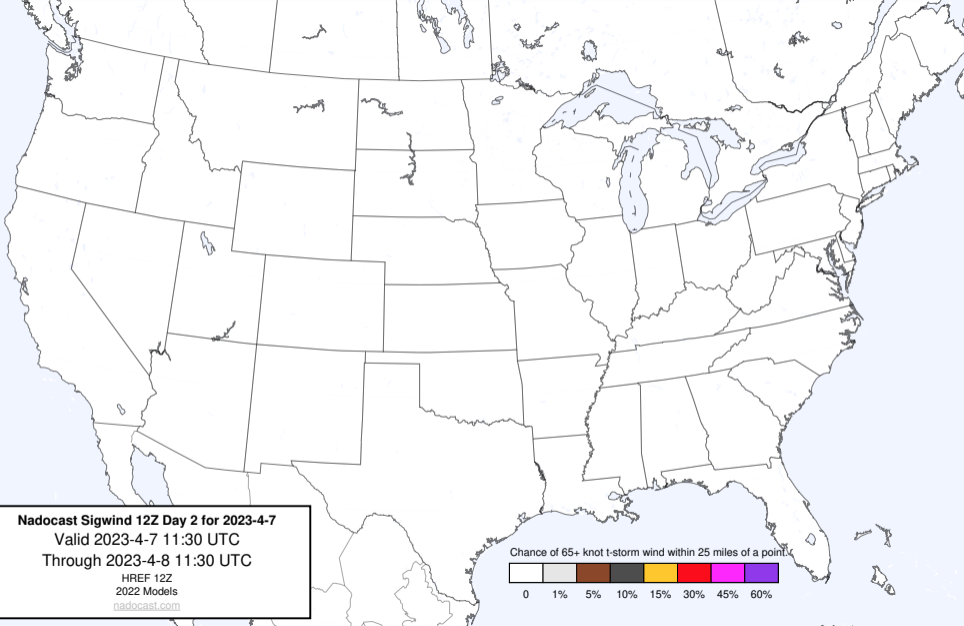 Nadocast Sigwind 12Z Day 2 for 2023-4-7
Valid 2023-4-7 11:30 UTC
Through 2023-4-8 11:30 UTC
HREF 12Z
2022 Models
nadocast.com
Chance of 65+ knot t-storm wind within 25 miles of a point.
0 1% 5% 10% 15% 30% 45% 60%